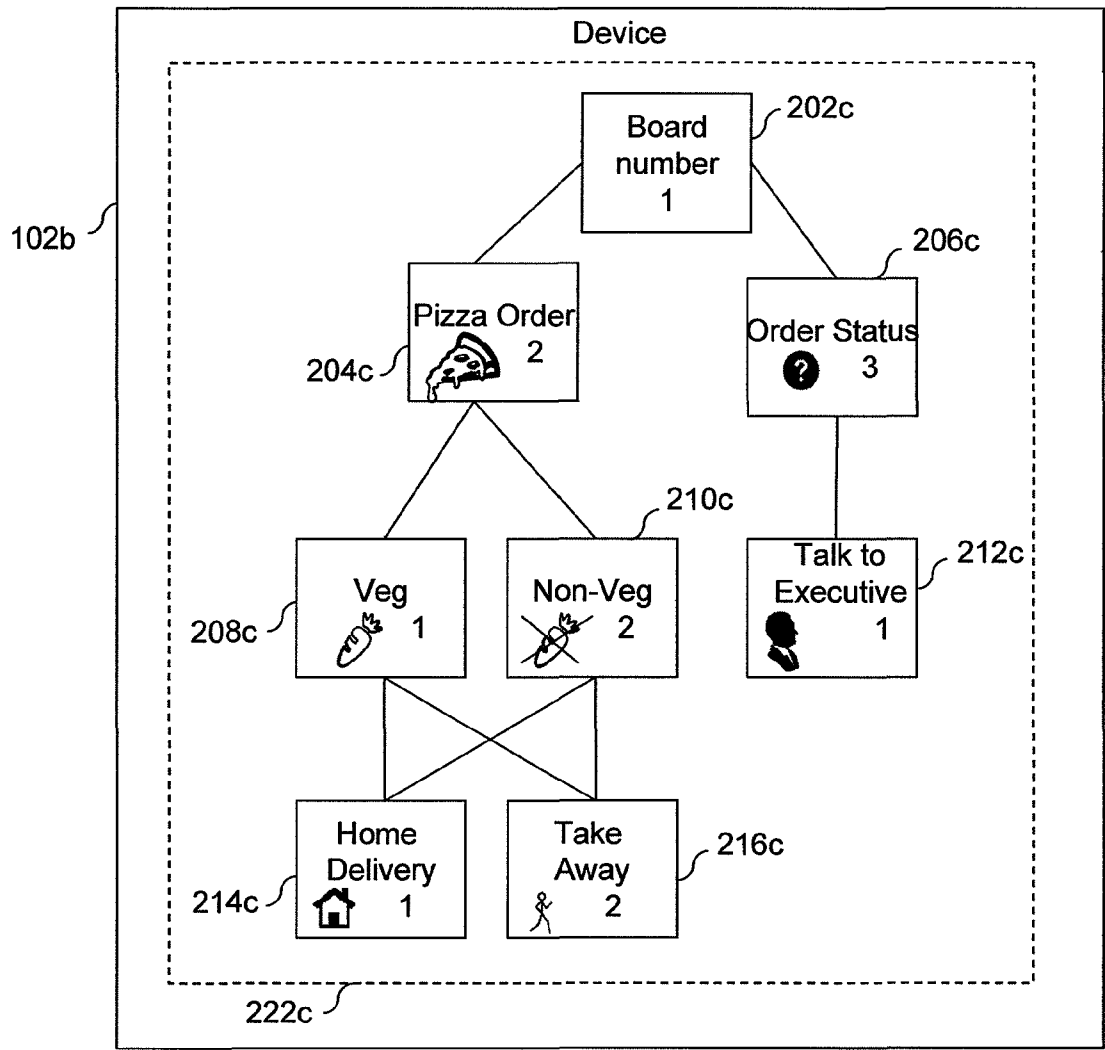 Device
202c
Board
number
1
102b
206c
Pizza Order
2
204c
Order Status
? 3
210c
Veg
1
208c
Non-Veg
2
Talk to
Executive
1
212c
Home
Delivery
1
214c
Take
Away
2
216c
222c